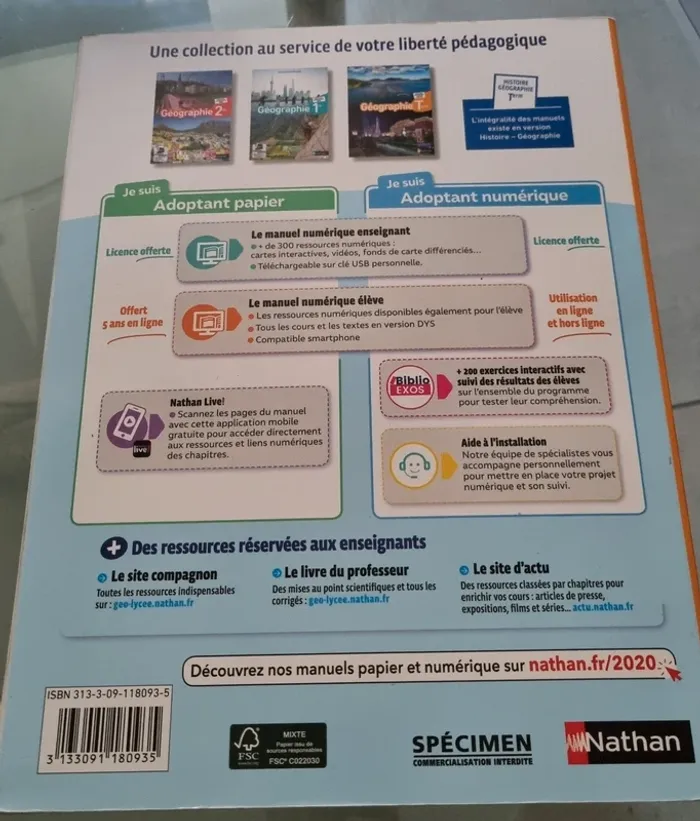 Une collection au service de votre liberté pédagogique
Géographie 2de
Géographie 1re
Géographie T
HISTOIRE
GÉOGRAPHIE
Term
L'intégralité des manuels
existe en version
Histoire – Géographie
Je suis
Adoptant papier
Je suis
Adoptant numérique
Licence offerte
Le manuel numérique enseignant
+ de 300 ressources numériques :
cartes interactives, vidéos, fonds de carte différenciés...
Téléchargeable sur clé USB personnelle.
Licence offerte
Offert
5 ans en ligne
Le manuel numérique élève
Les ressources numériques disponibles également pour l'élève
Tous les cours et les textes en version DYS
Compatible smartphone
Utilisation
en ligne
et hors ligne
Nathan Live!
Scannez les pages du manuel
avec cette application mobile
gratuite pour accéder directement
aux ressources et liens numériques
des chapitres.
live
Biblio
EXOS
+ 200 exercices interactifs avec
suivi des résultats des élèves
sur l'ensemble du programme
pour tester leur compréhension.
Aide à l'installation
Notre équipe de spécialistes vous
accompagne personnellement
pour mettre en place votre projet
numérique et son suivi.
+ Des ressources réservées aux enseignants
Le site compagnon
Toutes les ressources indispensables
sur : geo-lycee.nathan.fr
Le livre du professeur
Des mises au point scientifiques et tous les
corrigés : geo-lycee.nathan.fr
Le site d'actu
Des ressources classées par chapitres pour
enrichir vos cours : articles de presse,
expositions, films et séries... actu.nathan.fr
Découvrez nos manuels papier et numérique sur nathan.fr/2020
ISBN 313-3-09-118093-5
3 133091 180935
FSC
MIXTE
Papier issu de
sources responsables
FSC® C022030
SPÉCIMEN
COMMERCIALISATION INTERDITE
Nathan